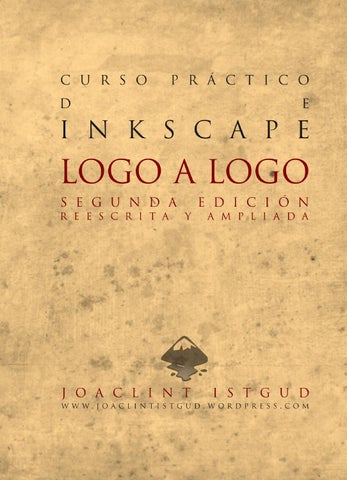 CURSO PRÁCTICO
D E
INKSCAPE
LOGO A LOGO
SEGUNDA EDICIÓN
REESCRITA Y AMPLIADA
JOACLINT ISTGUD
WWW.JOACLINTISTGUD.WORDPRESS.COM